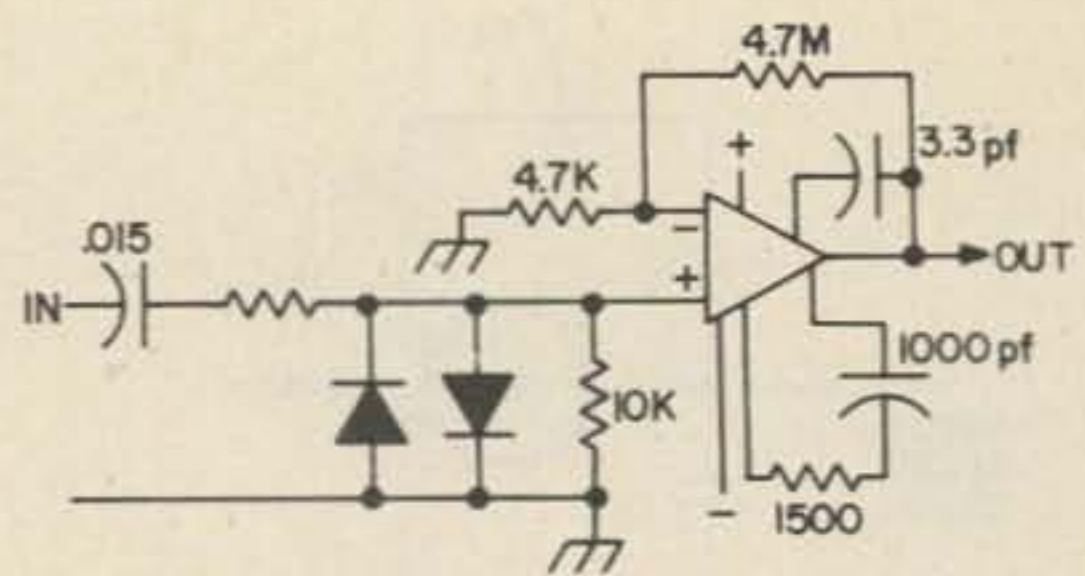 4.7M
+
3.3 pf
4.7K
−
.015
OUT
IN
+
1000 pf
10K
−
1500